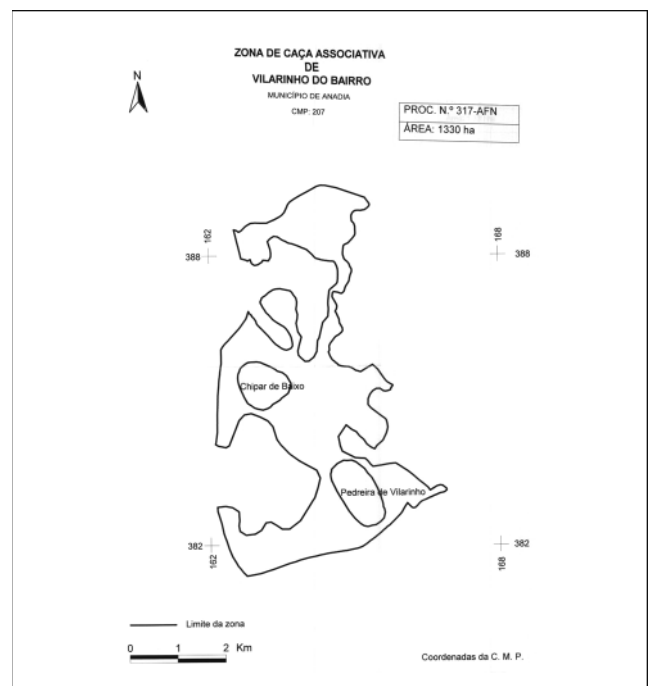 ZONA DE CAÇA ASSOCIATIVA
DE
VILARINHO DO BAIRRO
MUNICÍPIO DE ANADIA
CMP: 207
N
PROC. N.º 317-AFN
ÁREA: 1330 ha
162
168
388
388
Chipar de Baixo
Pedreira de Vilarinho
382
382
162
168
Limite da zona
0 1 2 Km
Coordenadas da C. M. P.